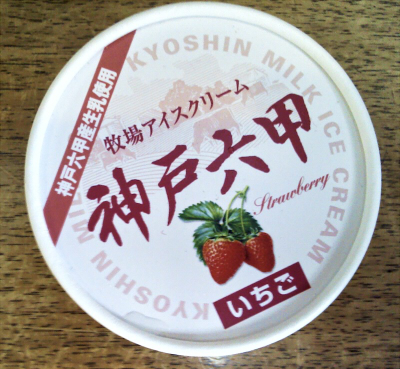 KYOSHIN MILK ICE CREAM
神戸六甲産生乳使用
牧場アイスクリーム
神戸六甲
Strawberry
いちご
KYOSHIN MIL